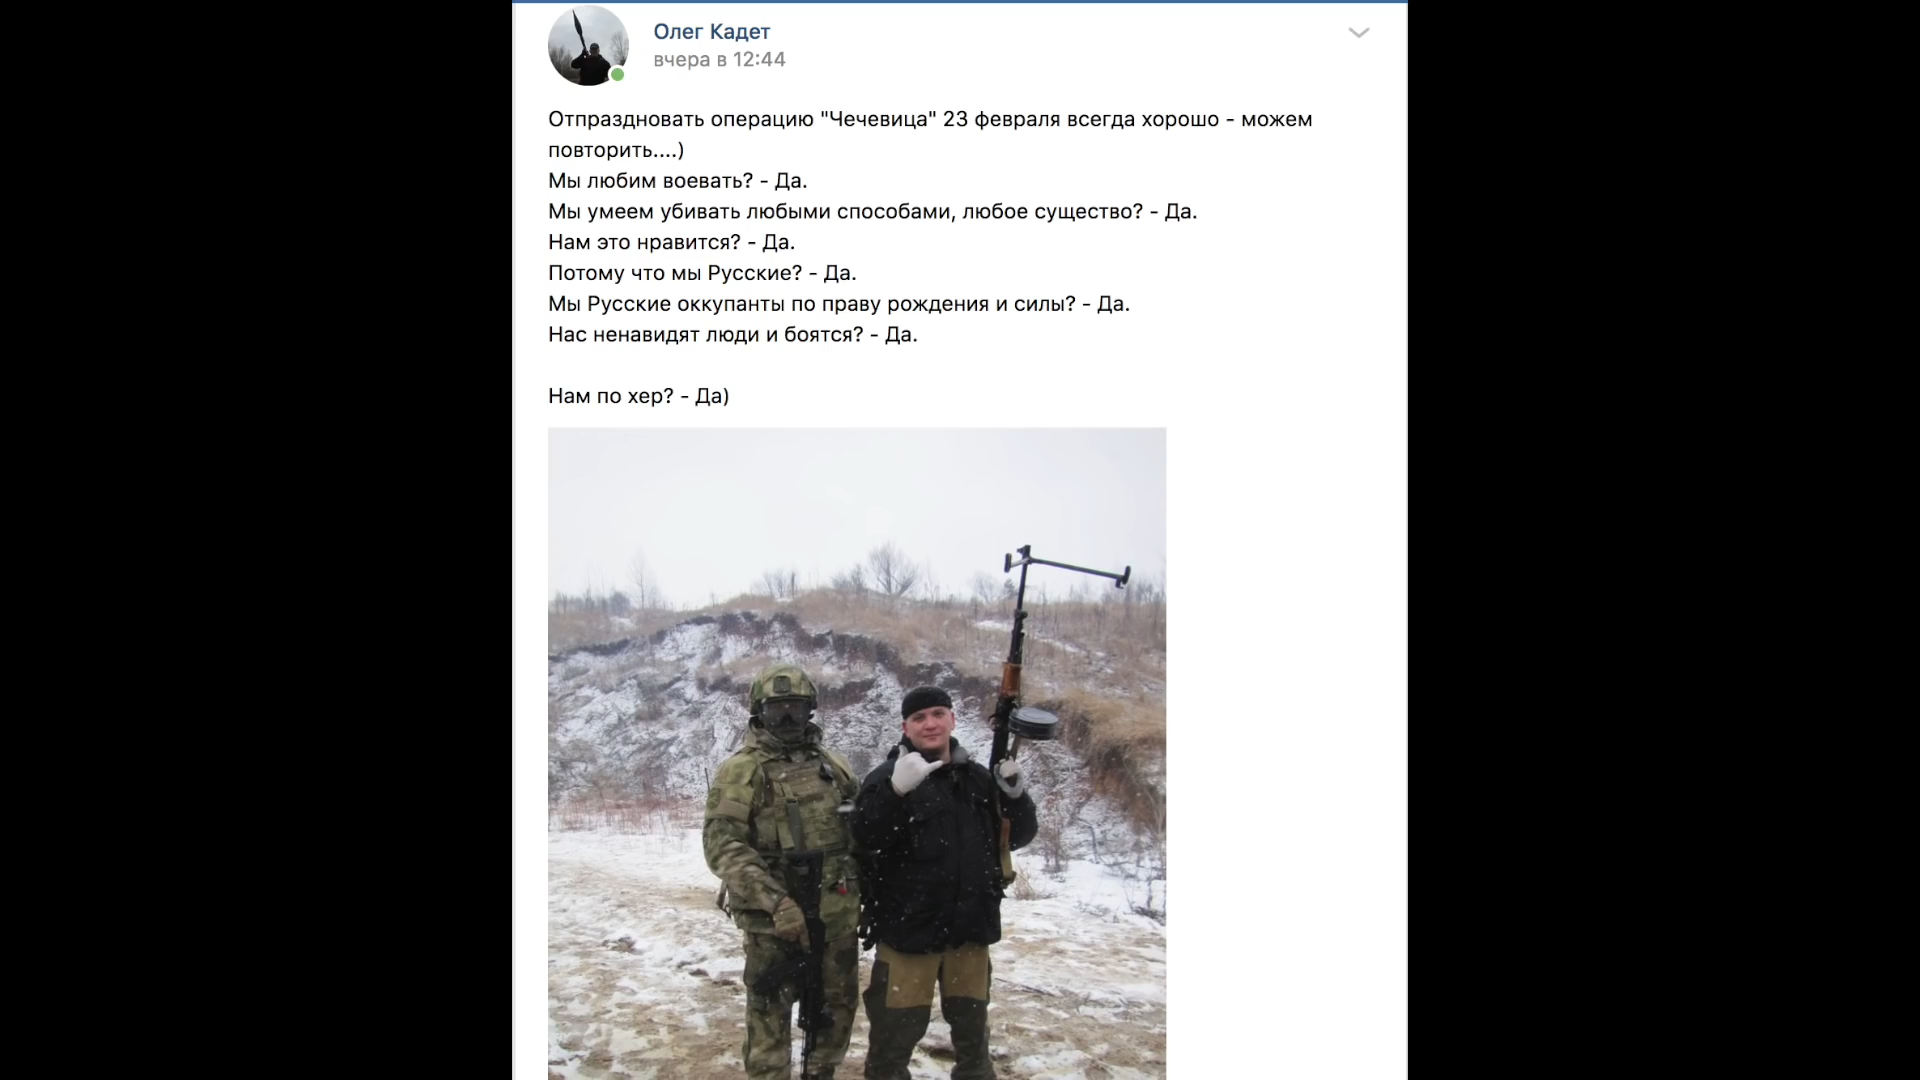 Олег Кадет
вчера в 12:44
Отпраздновать операцию "Чечевица" 23 февраля всегда хорошо - можем
повторить....)
Мы любим воевать? - Да.
Мы умеем убивать любыми способами, любое существо? - Да.
Нам это нравится? - Да.
Потому что мы Русские? - Да.
Мы Русские оккупанты по праву рождения и силы? - Да.
Нас ненавидят люди и боятся? - Да.
Нам по хер? - Да)